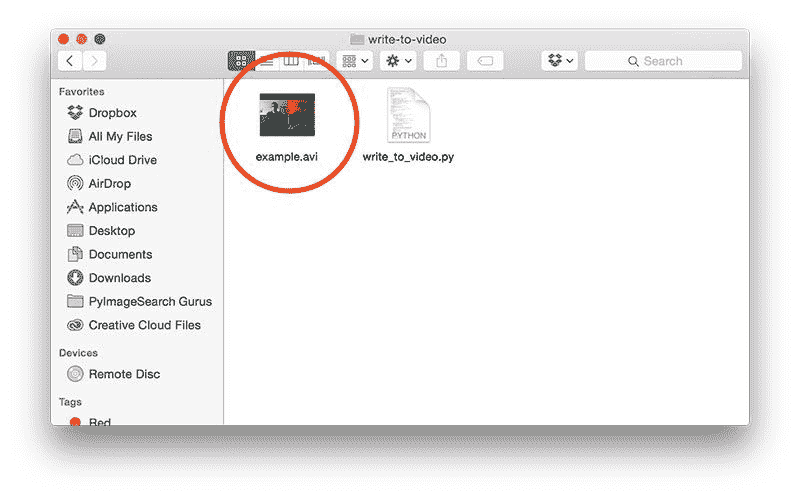 write-to-video
Search
Favorites
Dropbox
All My Files
iCloud Drive
AirDrop
Applications
Desktop
Documents
Downloads
PyImageSearch Gurus
Creative Cloud Files
Devices
Remote Disc
Tags
Red
PYTHON
example.avi
write_to_video.py